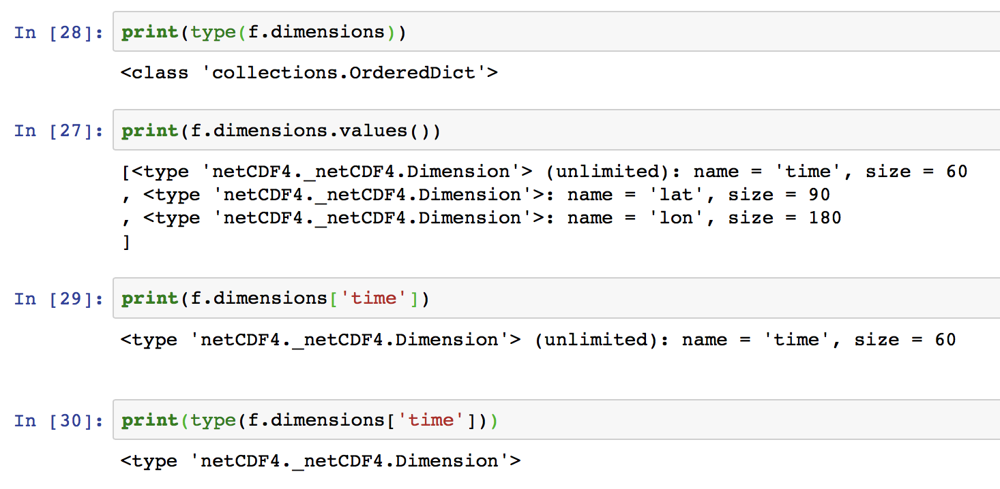 In [28]: print(type(f.dimensions))
<class 'collections.OrderedDict'>
In [27]: print(f.dimensions.values())
[<type 'netCDF4._netCDF4.Dimension'> (unlimited): name = 'time', size = 60
, <type 'netCDF4._netCDF4.Dimension'>: name = 'lat', size = 90
, <type 'netCDF4._netCDF4.Dimension'>: name = 'lon', size = 180
]
In [29]: print(f.dimensions['time'])
<type 'netCDF4._netCDF4.Dimension'> (unlimited): name = 'time', size = 60
In [30]: print(type(f.dimensions['time']))
<type 'netCDF4._netCDF4.Dimension'>